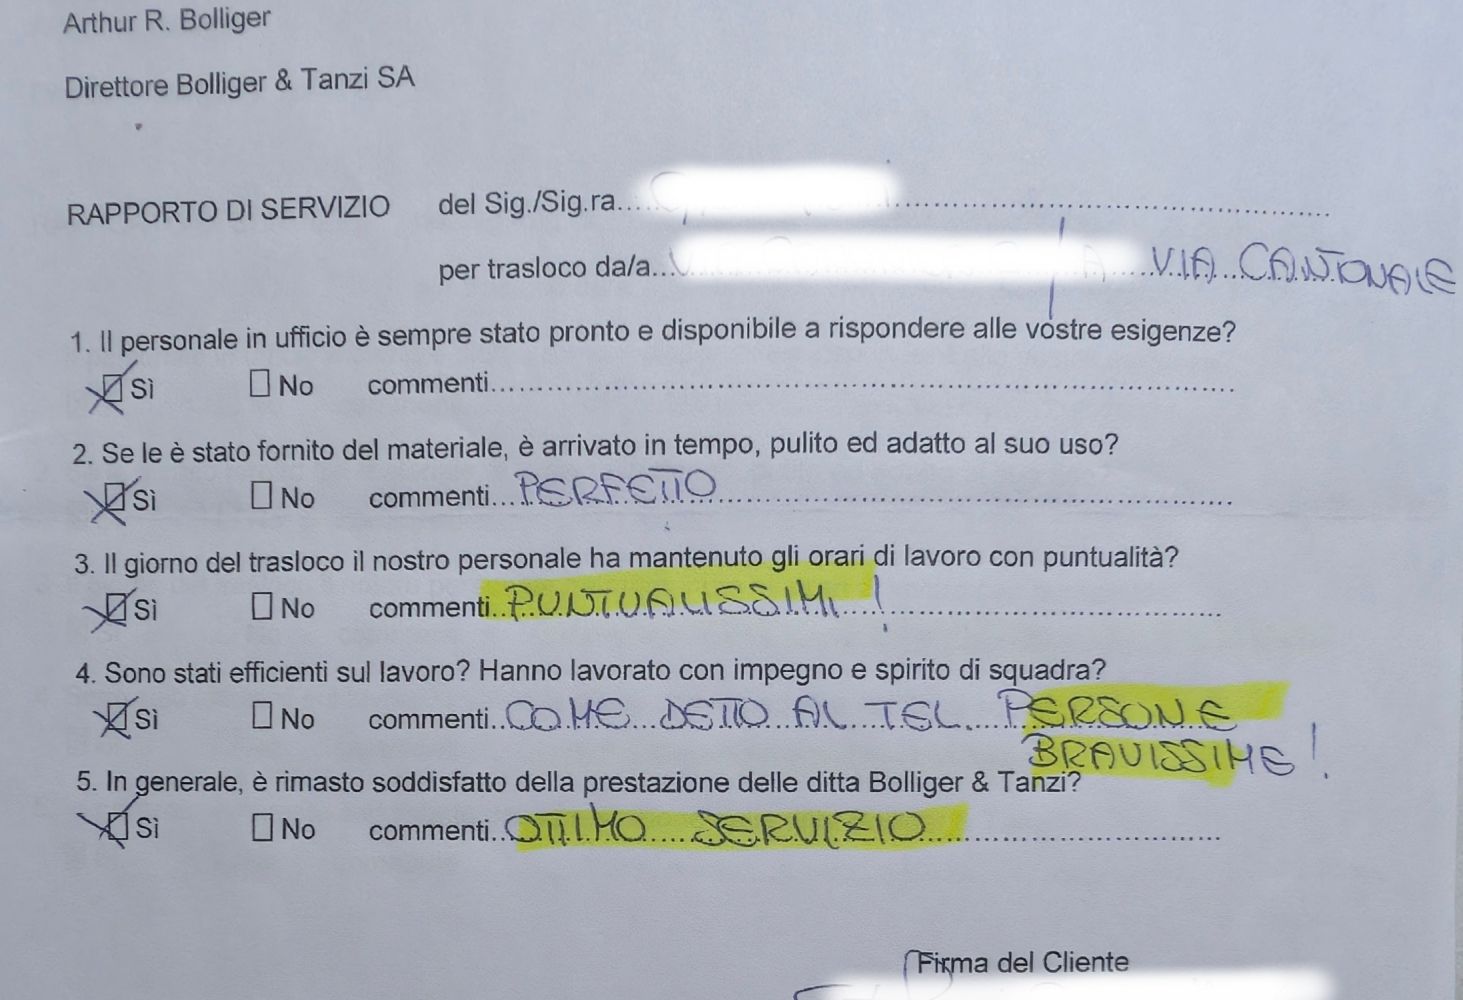 Arthur R. Bolliger
Direttore Bolliger & Tanzi SA
RAPPORTO DI SERVIZIO del Sig./Sig.ra
per trasloco da/a A VIA CANTONALE
1. Il personale in ufficio è sempre stato pronto e disponibile a rispondere alle vostre esigenze?
Sì No commenti
2. Se le è stato fornito del materiale, è arrivato in tempo, pulito ed adatto al suo uso?
Sì No commenti PERFETTO
3. Il giorno del trasloco il nostro personale ha mantenuto gli orari di lavoro con puntualità?
Sì No commenti PUNTUALISSIMI !
4. Sono stati efficienti sul lavoro? Hanno lavorato con impegno e spirito di squadra?
Sì No commenti COME DETTO AL TEL. PERSONE
BRAVISSIME !
5. In generale, è rimasto soddisfatto della prestazione delle ditta Bolliger & Tanzi?
Sì No commenti OTTIMO SERVIZIO
Firma del Cliente